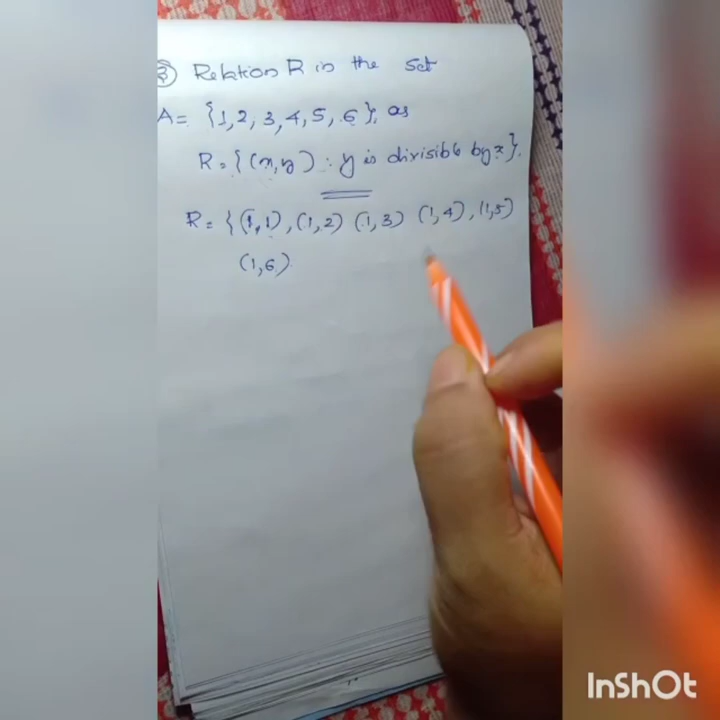 ③ Relation R in the set
A = {1, 2, 3, 4, 5, 6}, as
R = {(x, y) : y is divisible by x}.
R = {(1, 1), (1, 2) (1, 3) (1, 4), (1, 5)
(1, 6)
InShOt